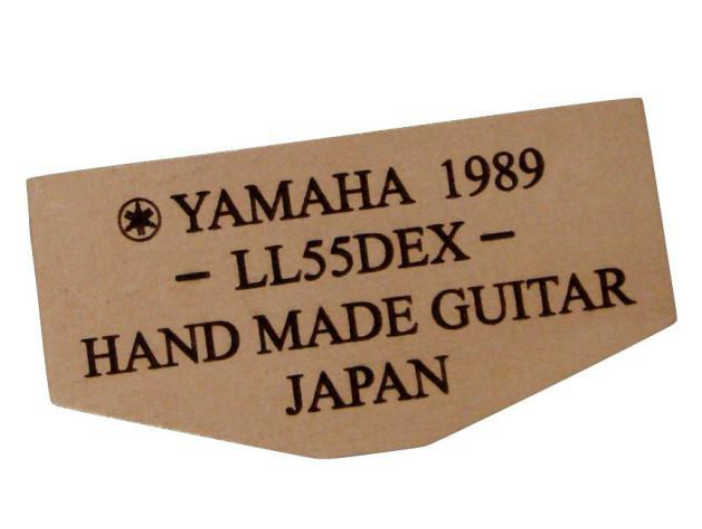 YAMAHA 1989
- LL55DEX -
HAND MADE GUITAR
JAPAN